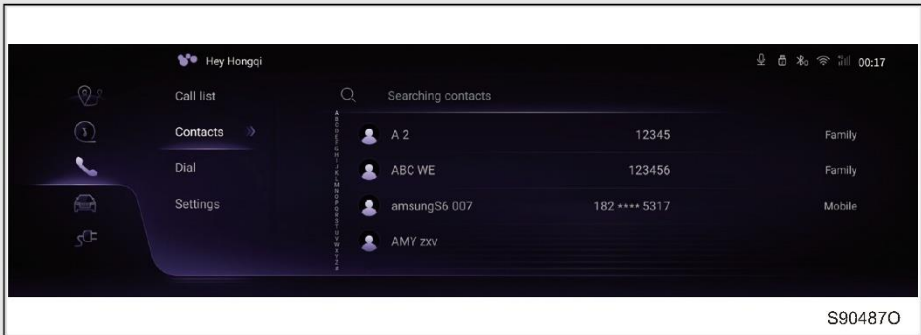 Hey Hongqi
00:17
Call list
Searching contacts
Contacts
A 2 12345 Family
Dial
ABC WE 123456 Family
Settings
amsungS6 007 182 **** 5317 Mobile
AMY zxv
A
B
C
D
E
F
G
H
I
J
K
L
M
N
O
P
Q
R
S
T
U
V
W
X
Y
Z
#
S90487O